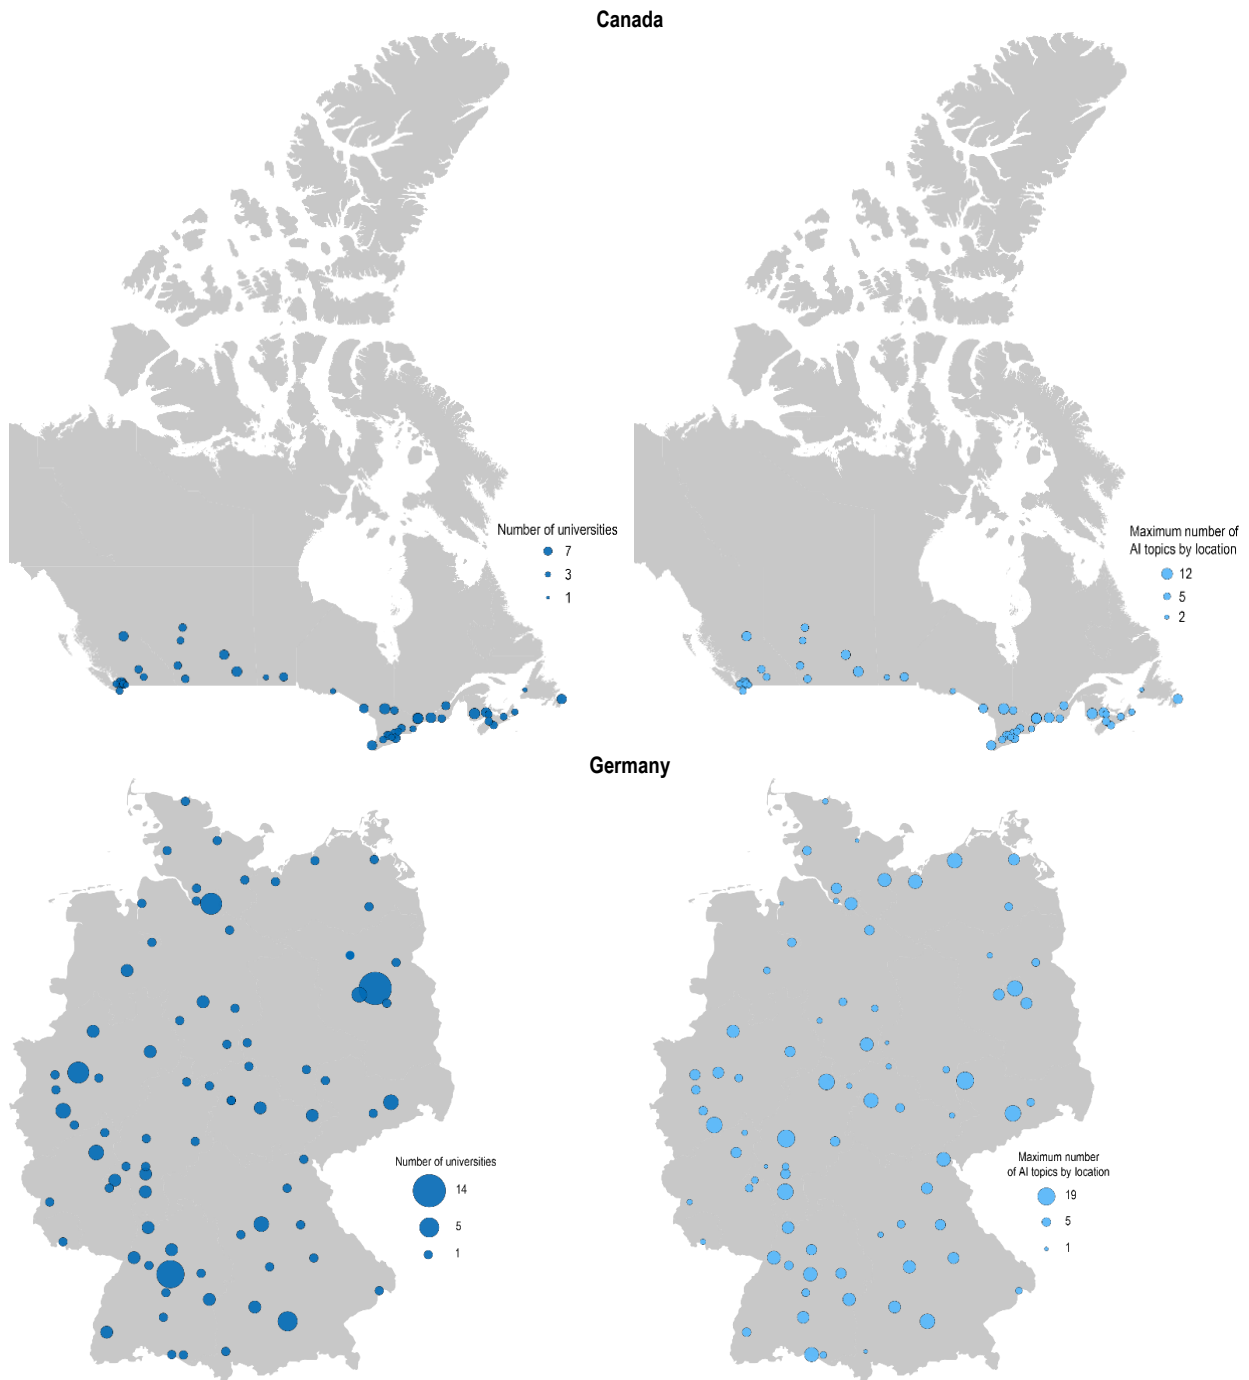 Canada
Number of universities
7
3
1
Maximum number of
AI topics by location
12
5
2
Germany
Number of universities
14
5
1
Maximum number
of AI topics by location
19
5
1